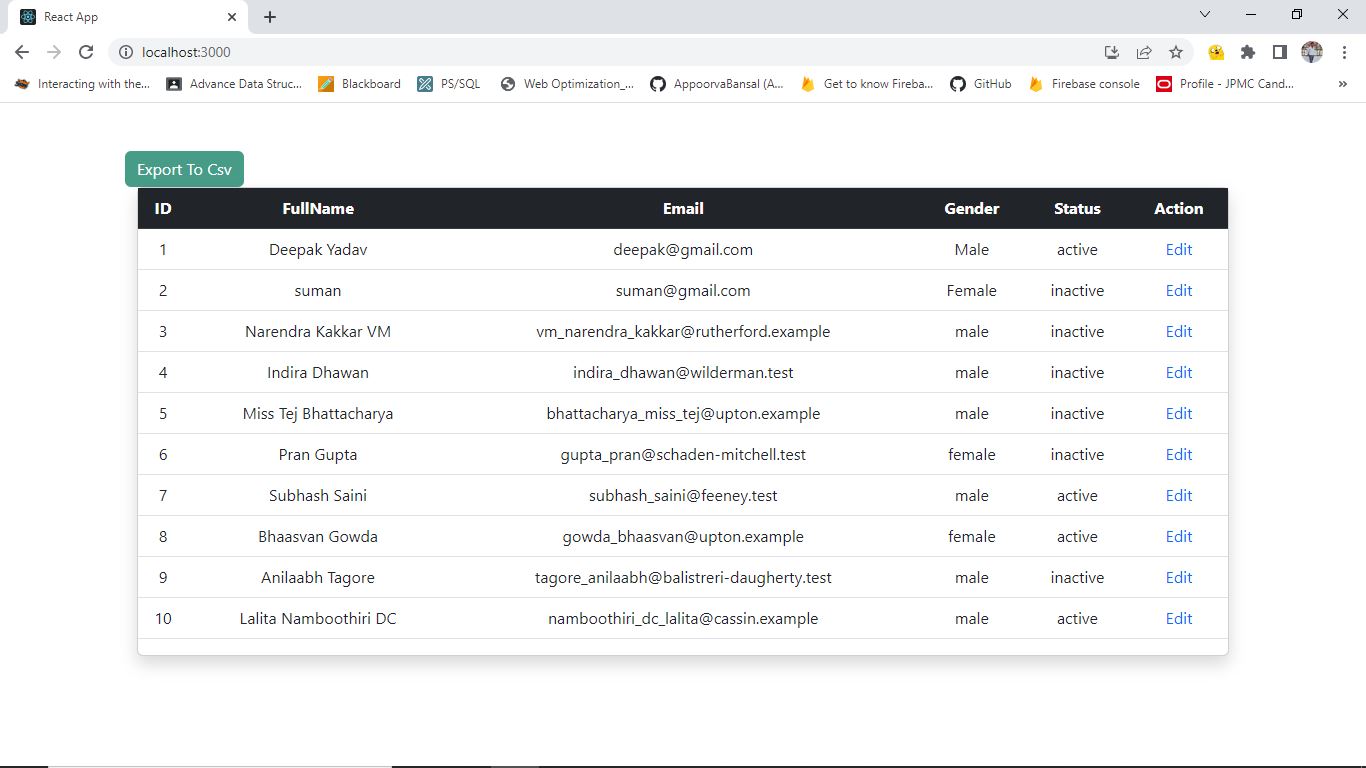 React App
localhost:3000
Interacting with the... Advance Data Struc... Blackboard PS/SQL Web Optimization_... AppoorvaBansal (A... Get to know Fireba... GitHub Firebase console Profile - JPMC Cand... »
Export To Csv
ID FullName Email Gender Status Action
1 Deepak Yadav deepak@gmail.com Male active Edit
2 suman suman@gmail.com Female inactive Edit
3 Narendra Kakkar VM vm_narendra_kakkar@rutherford.example male inactive Edit
4 Indira Dhawan indira_dhawan@wilderman.test male inactive Edit
5 Miss Tej Bhattacharya bhattacharya_miss_tej@upton.example male inactive Edit
6 Pran Gupta gupta_pran@schaden-mitchell.test female inactive Edit
7 Subhash Saini subhash_saini@feeney.test male active Edit
8 Bhaasvan Gowda gowda_bhaasvan@upton.example female active Edit
9 Anilaabh Tagore tagore_anilaabh@balistreri-daugherty.test male inactive Edit
10 Lalita Namboothiri DC namboothiri_dc_lalita@cassin.example male active Edit